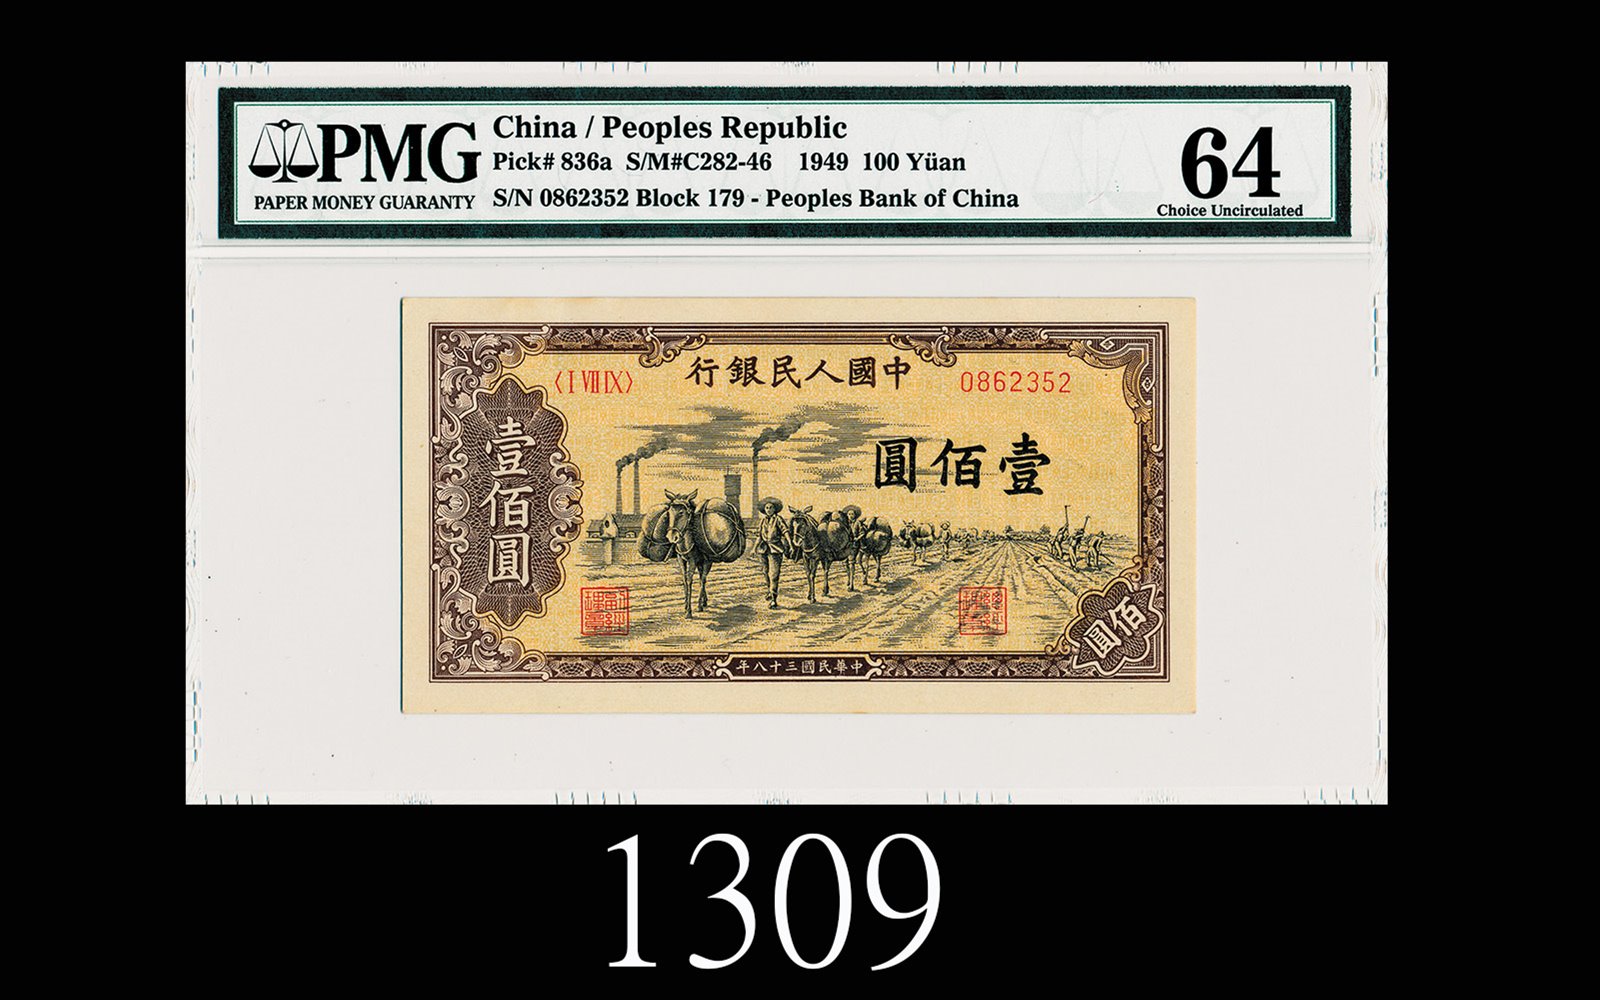 PMG
PAPER MONEY GUARANTY
China / Peoples Republic
Pick# 836a S/M#C282-46 1949 100 Yüan
S/N 0862352 Block 179 - Peoples Bank of China
64
Choice Uncirculated
〈I VII IX〉
行銀民人國中
0862352
圓佰壹
壹佰圓
佰圓
年八十三國民華中
1309